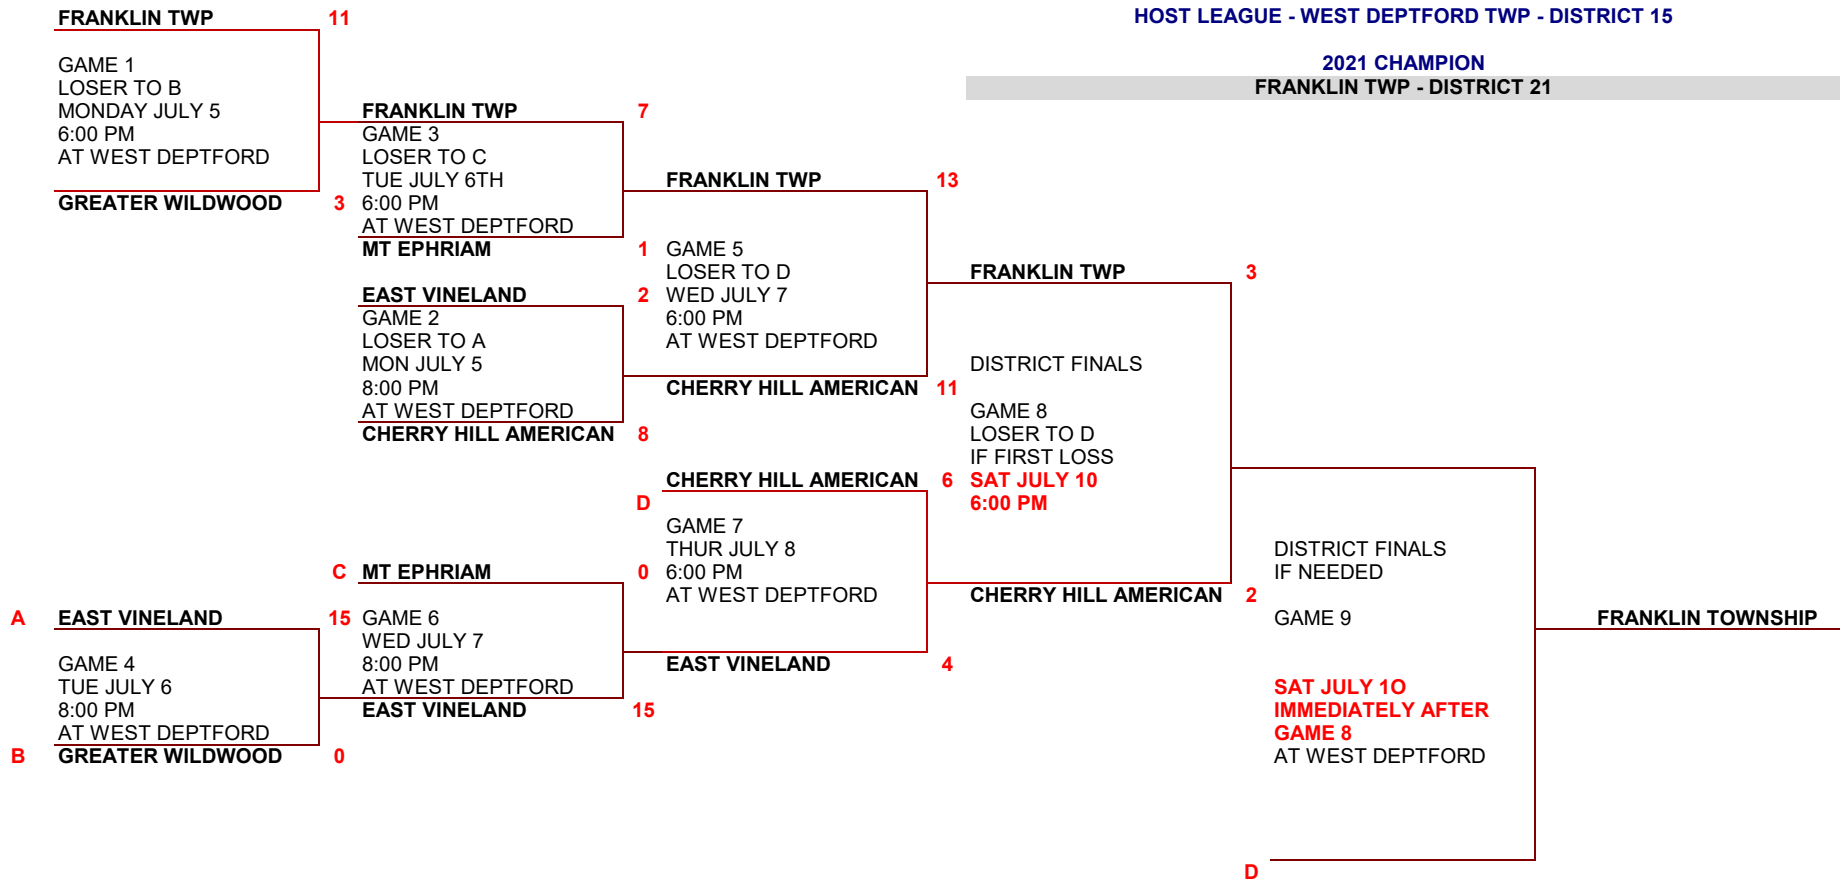 HOST LEAGUE - WEST DEPTFORD TWP - DISTRICT 15
2021 CHAMPION
FRANKLIN TWP - DISTRICT 21
FRANKLIN TWP 11
GAME 1
LOSER TO B
MONDAY JULY 5
6:00 PM
AT WEST DEPTFORD
GREATER WILDWOOD 3
FRANKLIN TWP 7
GAME 3
LOSER TO C
TUE JULY 6TH
6:00 PM
AT WEST DEPTFORD
MT EPHRIAM 1
EAST VINELAND 2
GAME 2
LOSER TO A
MON JULY 5
8:00 PM
AT WEST DEPTFORD
CHERRY HILL AMERICAN 8
FRANKLIN TWP 13
GAME 5
LOSER TO D
WED JULY 7
6:00 PM
AT WEST DEPTFORD
CHERRY HILL AMERICAN 11
A EAST VINELAND 15
GAME 4
TUE JULY 6
8:00 PM
AT WEST DEPTFORD
B GREATER WILDWOOD 0
C MT EPHRIAM 0
GAME 6
WED JULY 7
8:00 PM
AT WEST DEPTFORD
EAST VINELAND 15
CHERRY HILL AMERICAN 6
D
GAME 7
THUR JULY 8
6:00 PM
AT WEST DEPTFORD
EAST VINELAND 4
FRANKLIN TWP 3
DISTRICT FINALS
GAME 8
LOSER TO D
IF FIRST LOSS
SAT JULY 10
6:00 PM
CHERRY HILL AMERICAN 2
DISTRICT FINALS
IF NEEDED
GAME 9
SAT JULY 1O
IMMEDIATELY AFTER
GAME 8
AT WEST DEPTFORD
D
FRANKLIN TOWNSHIP